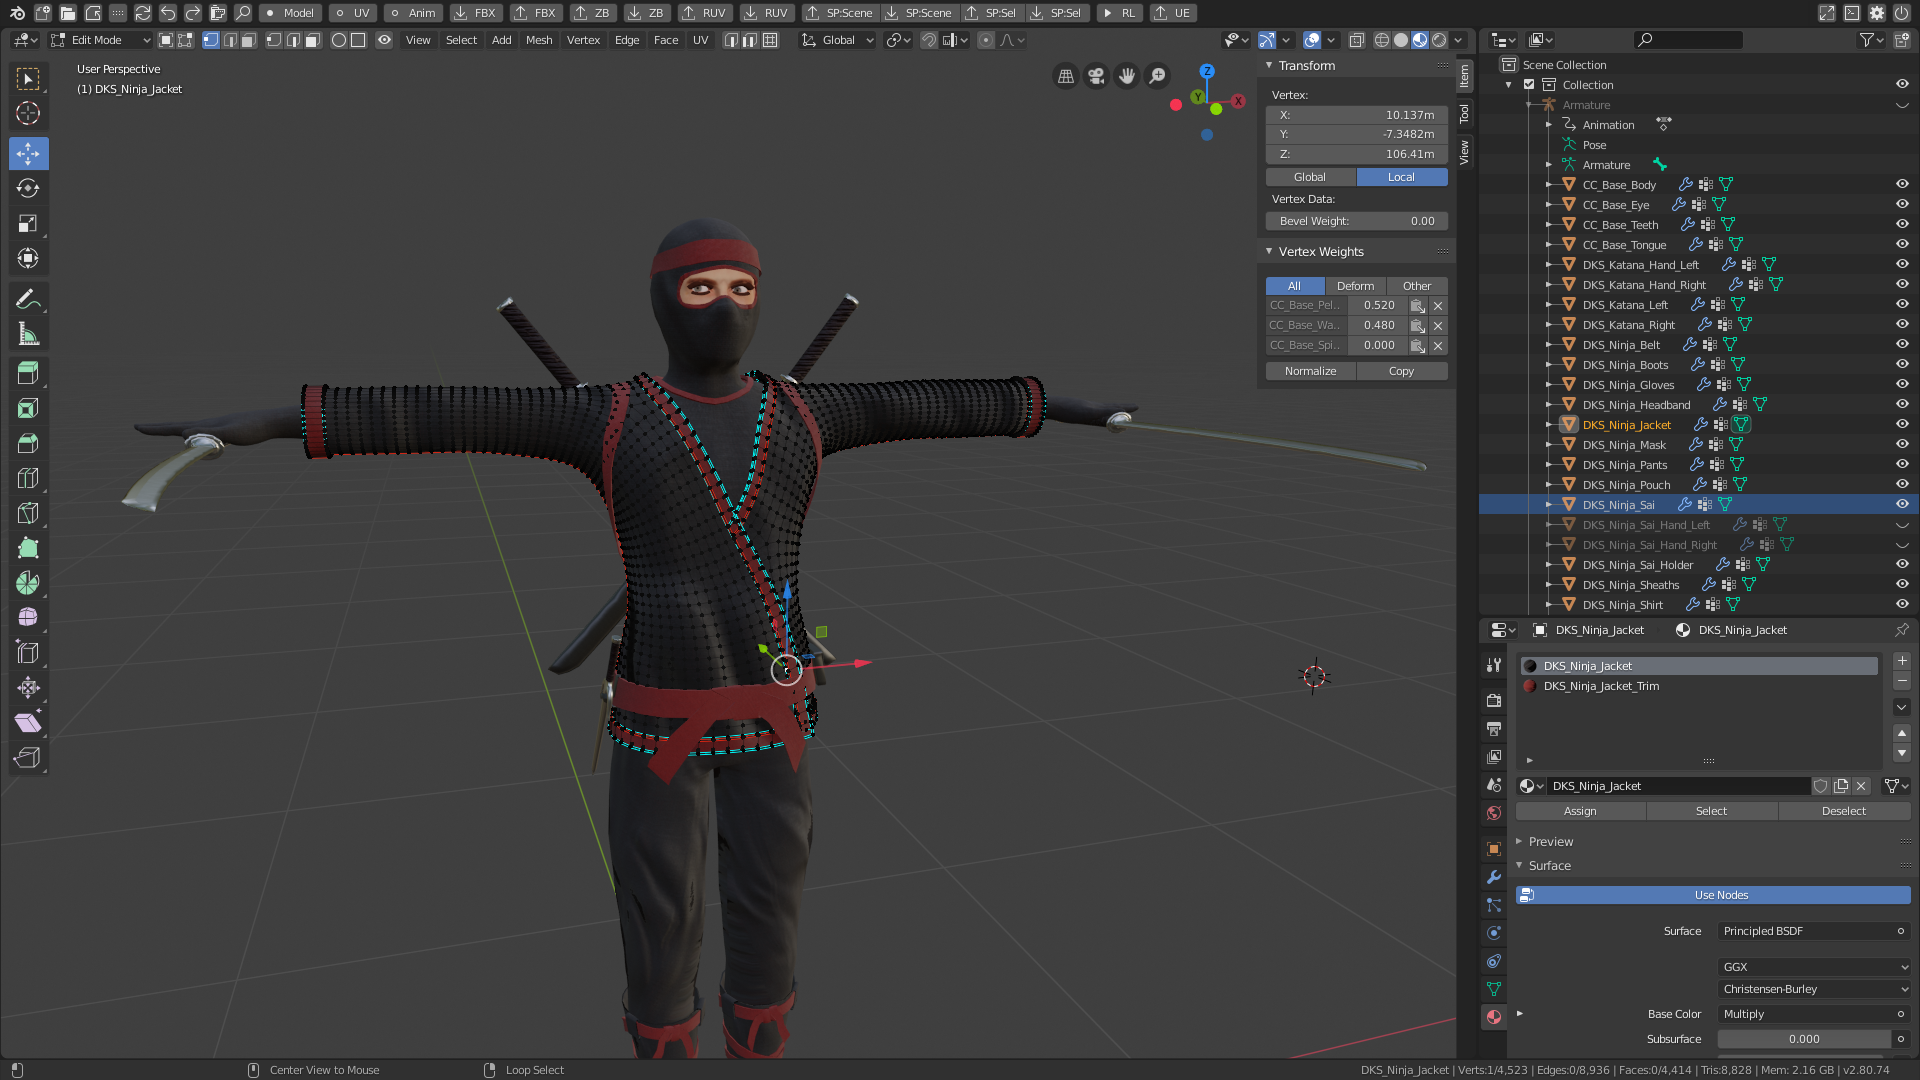 Model UV Anim FBX FBX ZB ZB RUV RUV SP:Scene SP:Scene SP:Sel SP:Sel RL UE
Edit Mode View Select Add Mesh Vertex Edge Face UV Global
User Perspective
(1) DKS_Ninja_Jacket
Z
Y
X
Transform
Vertex:
X: 10.137m
Y: -7.3482m
Z: 106.41m
Global Local
Vertex Data:
Bevel Weight: 0.00
Vertex Weights
All Deform Other
CC_Base_Pel.. 0.520
CC_Base_Wa.. 0.480
CC_Base_Spi.. 0.000
Normalize Copy
Item
Tool
View
Scene Collection
Collection
Armature
Animation
Pose
Armature
CC_Base_Body
CC_Base_Eye
CC_Base_Teeth
CC_Base_Tongue
DKS_Katana_Hand_Left
DKS_Katana_Hand_Right
DKS_Katana_Left
DKS_Katana_Right
DKS_Ninja_Belt
DKS_Ninja_Boots
DKS_Ninja_Gloves
DKS_Ninja_Headband
DKS_Ninja_Jacket
DKS_Ninja_Mask
DKS_Ninja_Pants
DKS_Ninja_Pouch
DKS_Ninja_Sai
DKS_Ninja_Sai_Hand_Left
DKS_Ninja_Sai_Hand_Right
DKS_Ninja_Sai_Holder
DKS_Ninja_Sheaths
DKS_Ninja_Shirt
DKS_Ninja_Jacket DKS_Ninja_Jacket
DKS_Ninja_Jacket
DKS_Ninja_Jacket_Trim
DKS_Ninja_Jacket
Assign Select Deselect
Preview
Surface
Use Nodes
Surface Principled BSDF
GGX
Christensen-Burley
Base Color Multiply
Subsurface 0.000
Center View to Mouse Loop Select DKS_Ninja_Jacket | Verts:1/4,523 | Edges:0/8,936 | Faces:0/4,414 | Tris:8,828 | Mem: 2.16 GB | v2.80.74